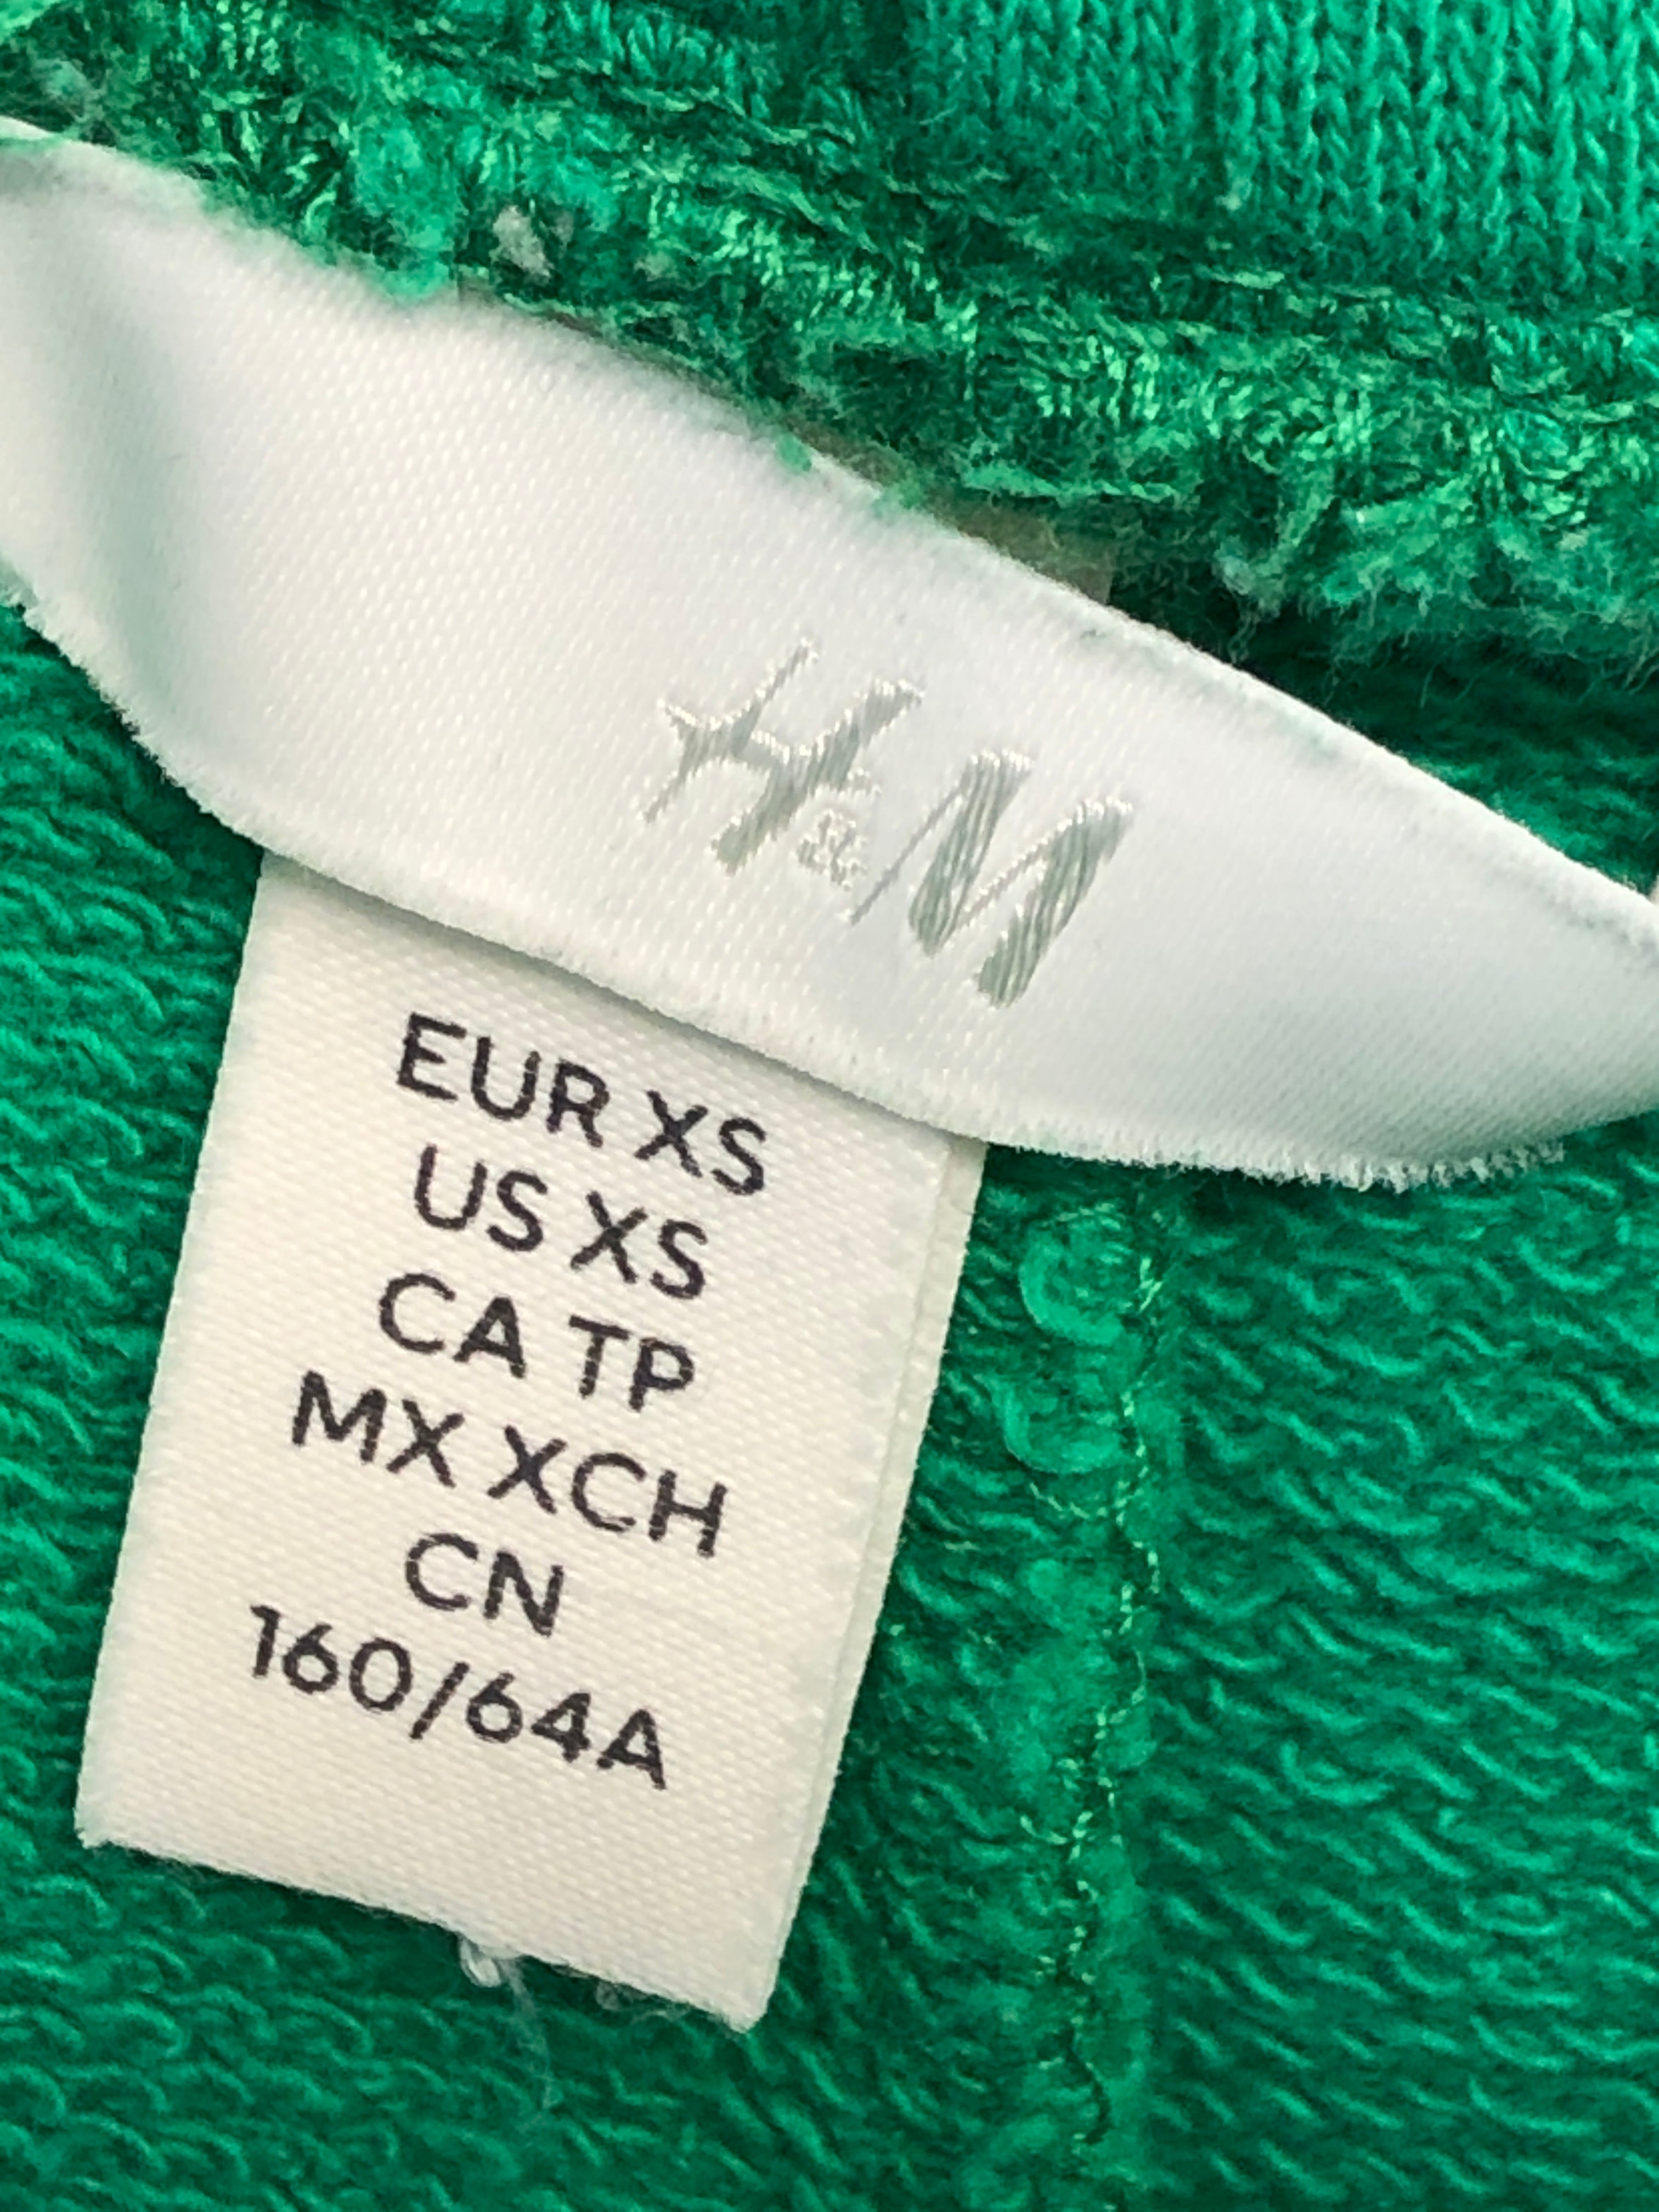 H&M
EUR XS
US XS
CA TP
MX XCH
CN
160/64A